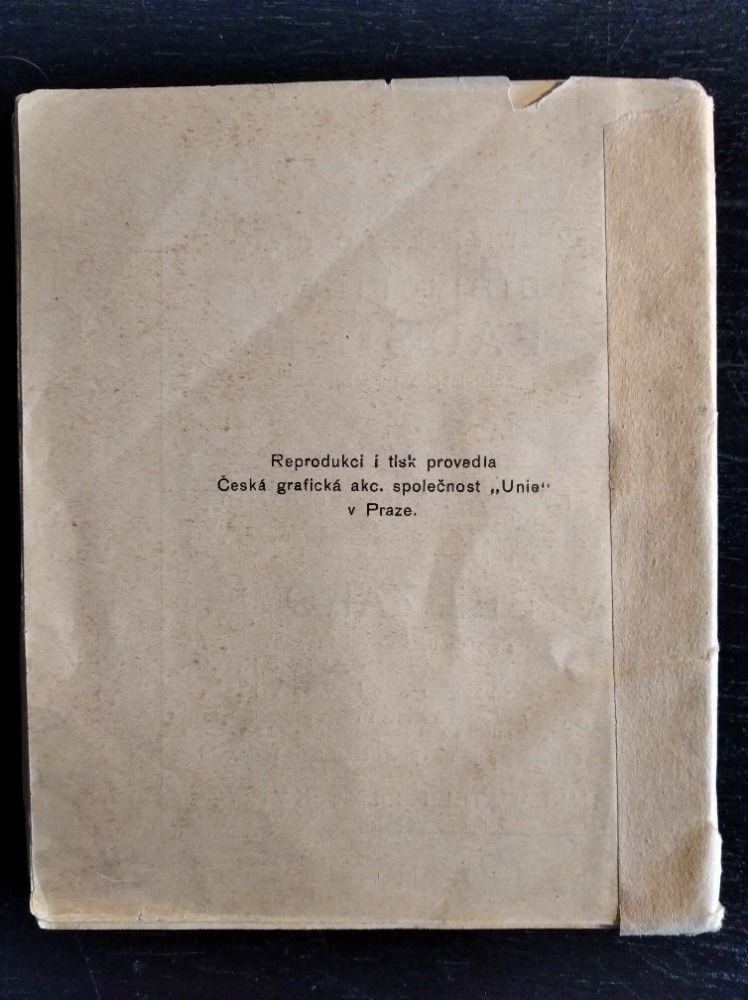 Reprodukci i tisk provedla
Česká grafická akc. společnost „Unie“
v Praze.